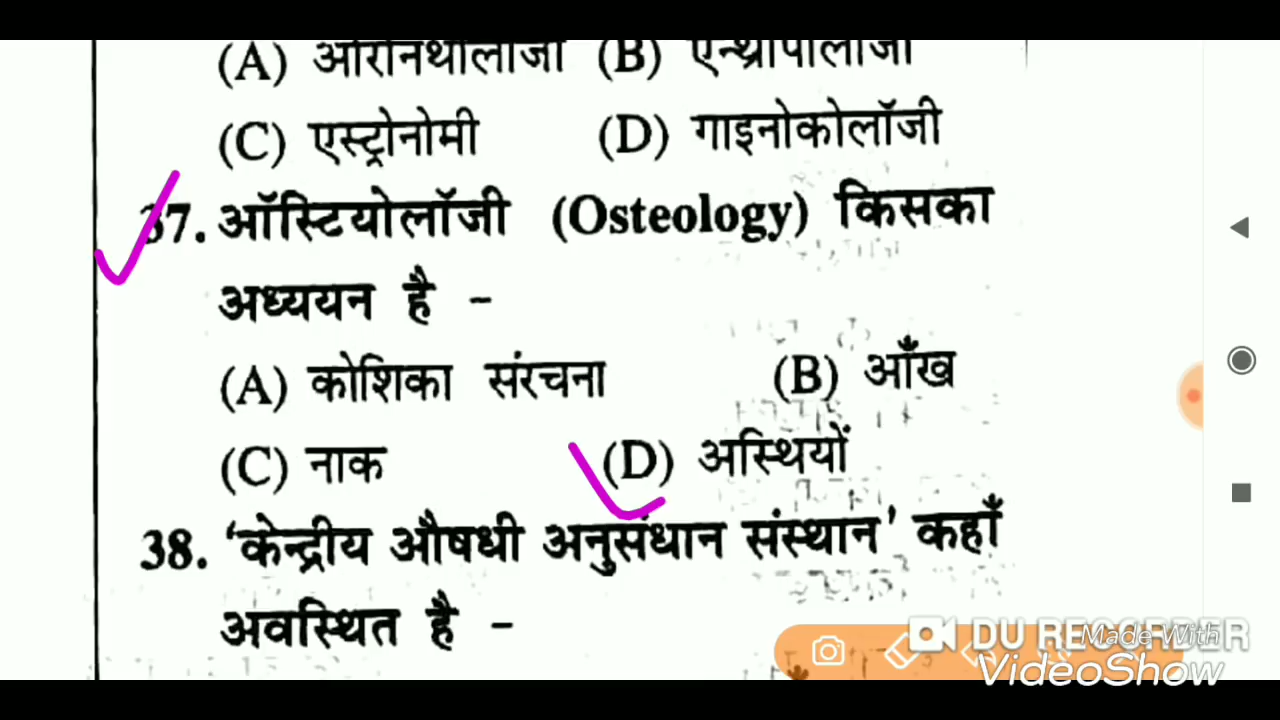 (A) ओरनिथोलॉजी (B) एन्थ्रोपोलॉजी
(C) एस्ट्रोनोमी (D) गाइनोकोलॉजी
37. ऑस्टियोलॉजी (Osteology) किसका
अध्ययन है -
(A) कोशिका संरचना (B) आँख
(C) नाक (D) अस्थियों
38. ‘केन्द्रीय औषधी अनुसंधान संस्थान’ कहाँ
अवस्थित है -
DU RECORDER
Made With
VideoShow